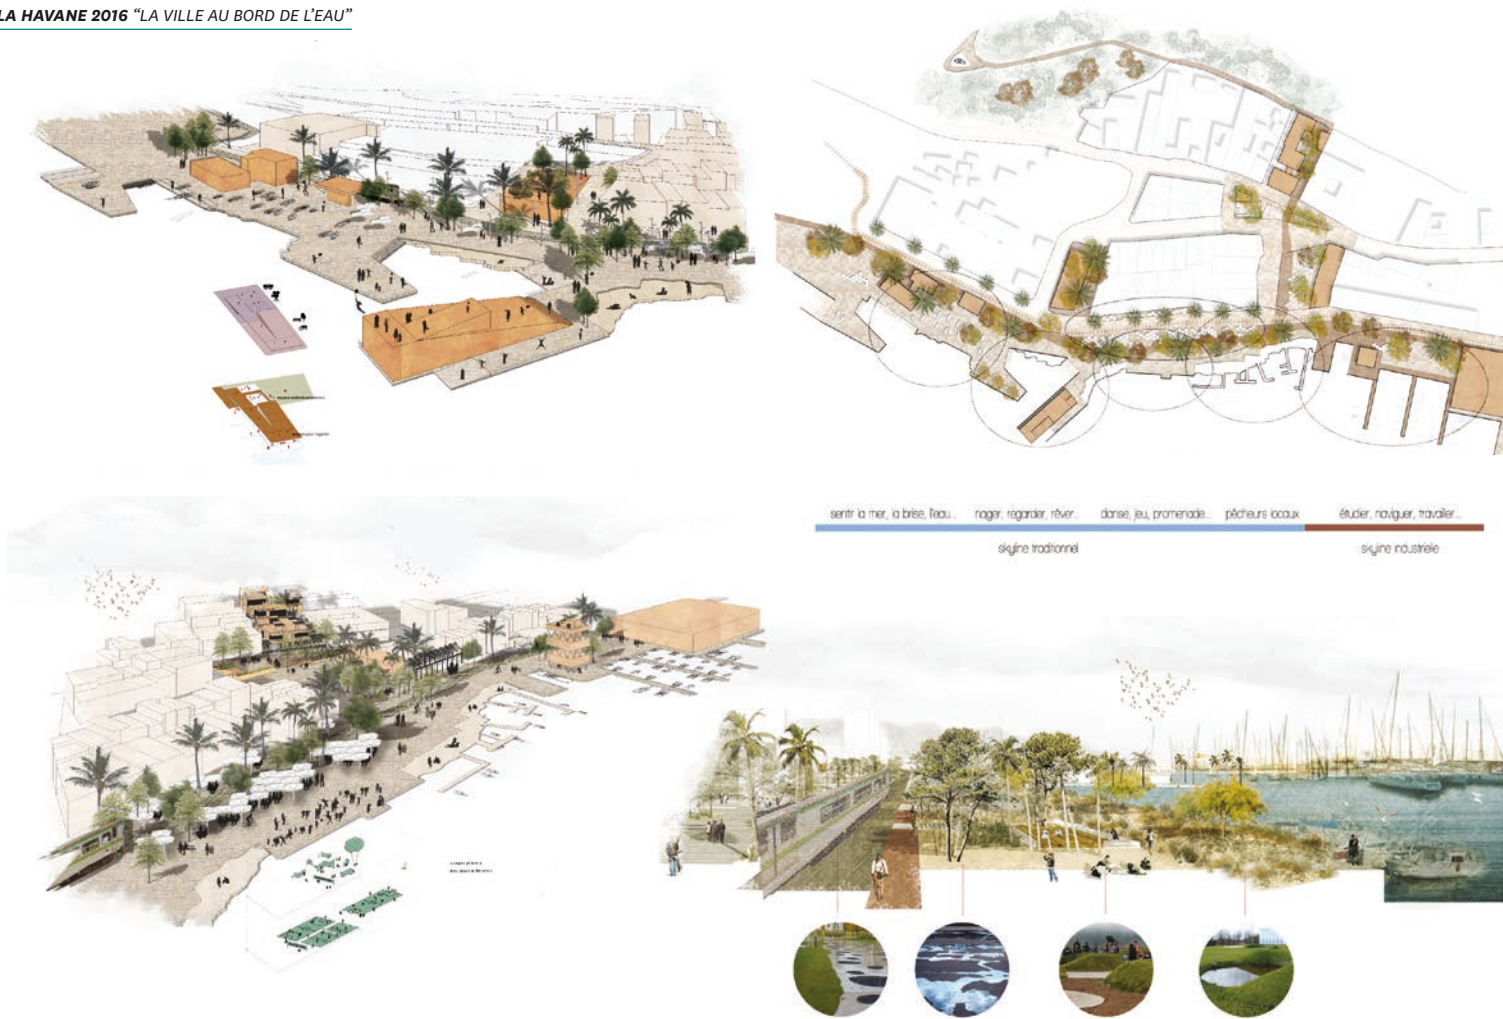 LA HAVANE 2016 “LA VILLE AU BORD DE L’EAU”
sentir la mer, la brise, l'eau... nager, regarder, rêver... danse, jeu, promenade... pêcheurs locaux étudier, naviguer, travailler...
skyline traditionnel skyline industrielle